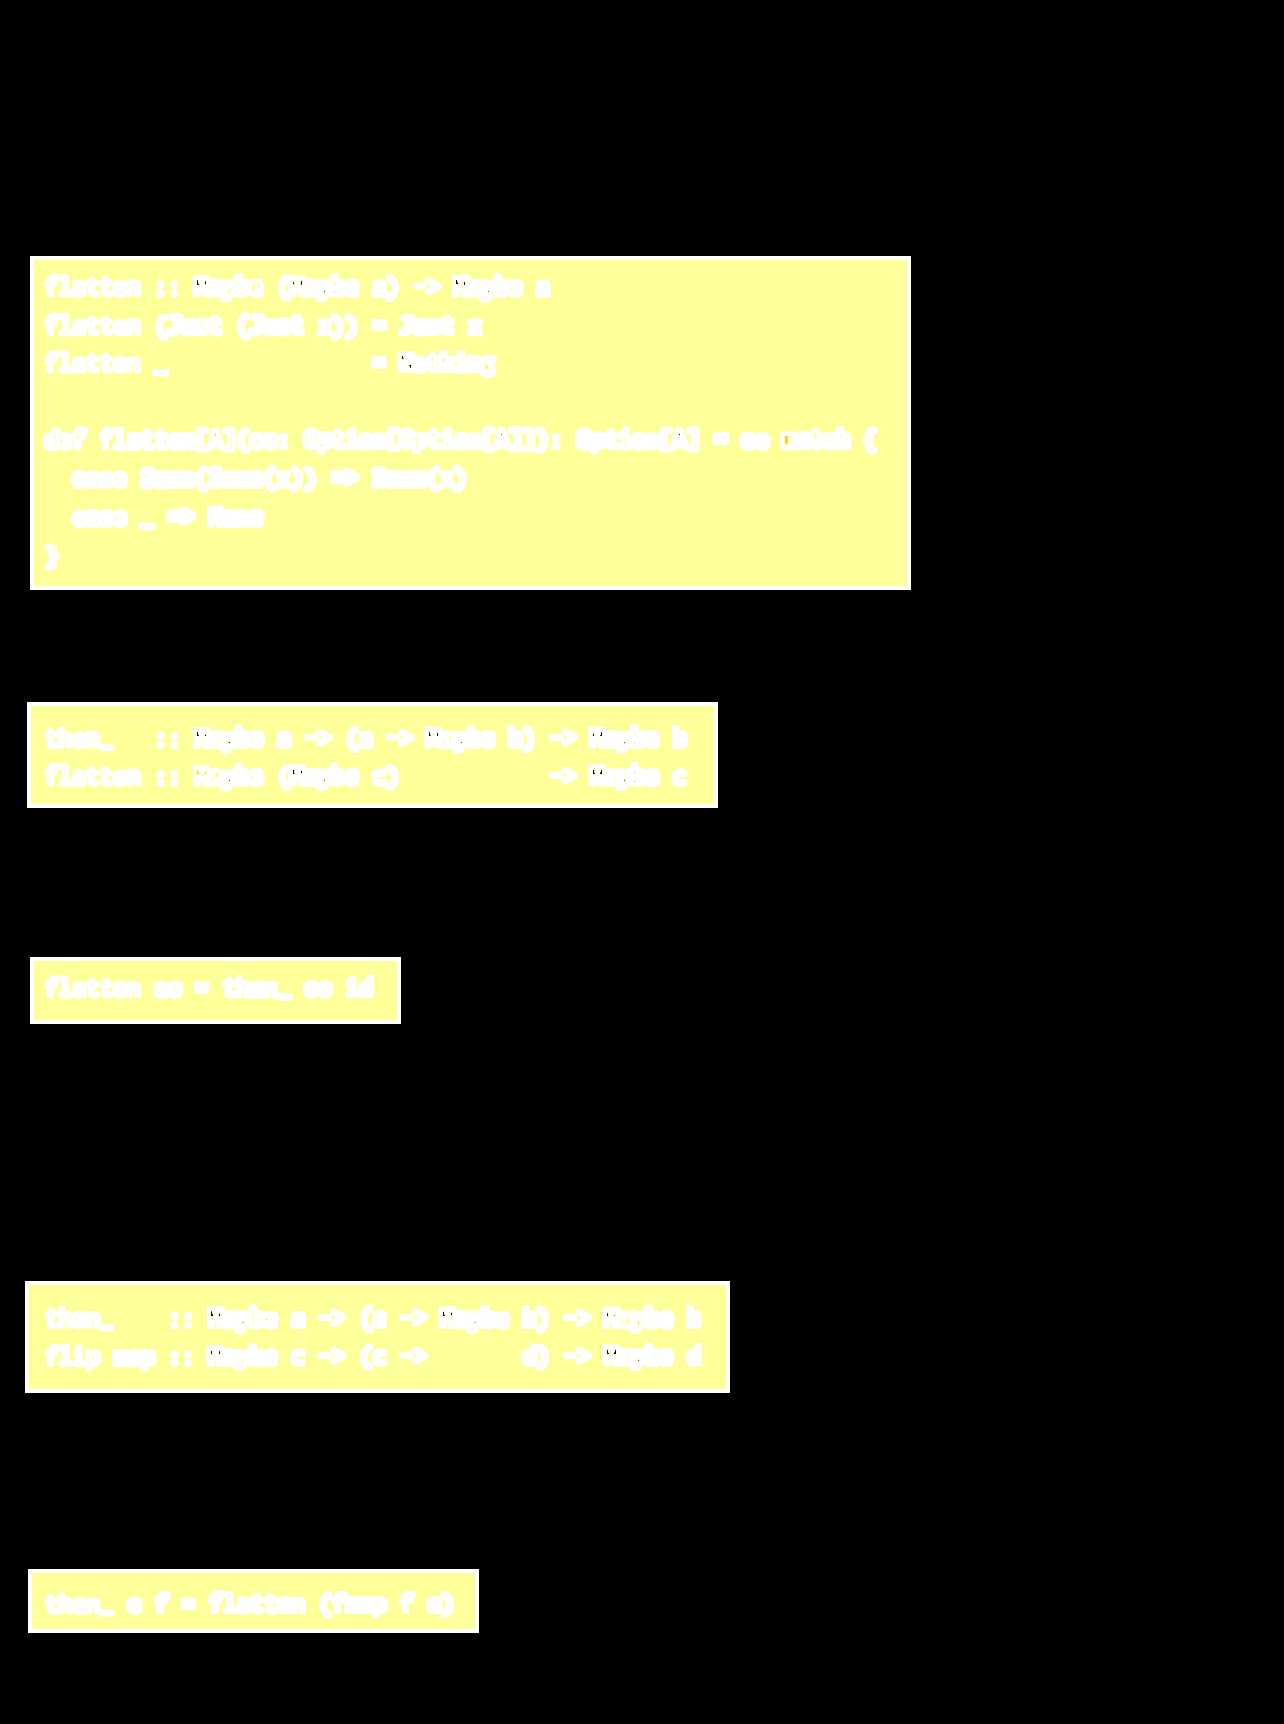 flatten :: Maybe (Maybe a) -> Maybe a
flatten (Just (Just x)) = Just x
flatten _               = Nothing
def flatten[A](oo: Option[Option[A]]): Option[A] = oo match {
  case Some(Some(x)) => Some(x)
  case _ => None
}
then_   :: Maybe a -> (a -> Maybe b) -> Maybe b
flatten :: Maybe (Maybe c)           -> Maybe c
flatten oo = then_ oo id
then_    :: Maybe a -> (a -> Maybe b) -> Maybe b
flip map :: Maybe c -> (c ->       d) -> Maybe d
then_ o f = flatten (fmap f o)